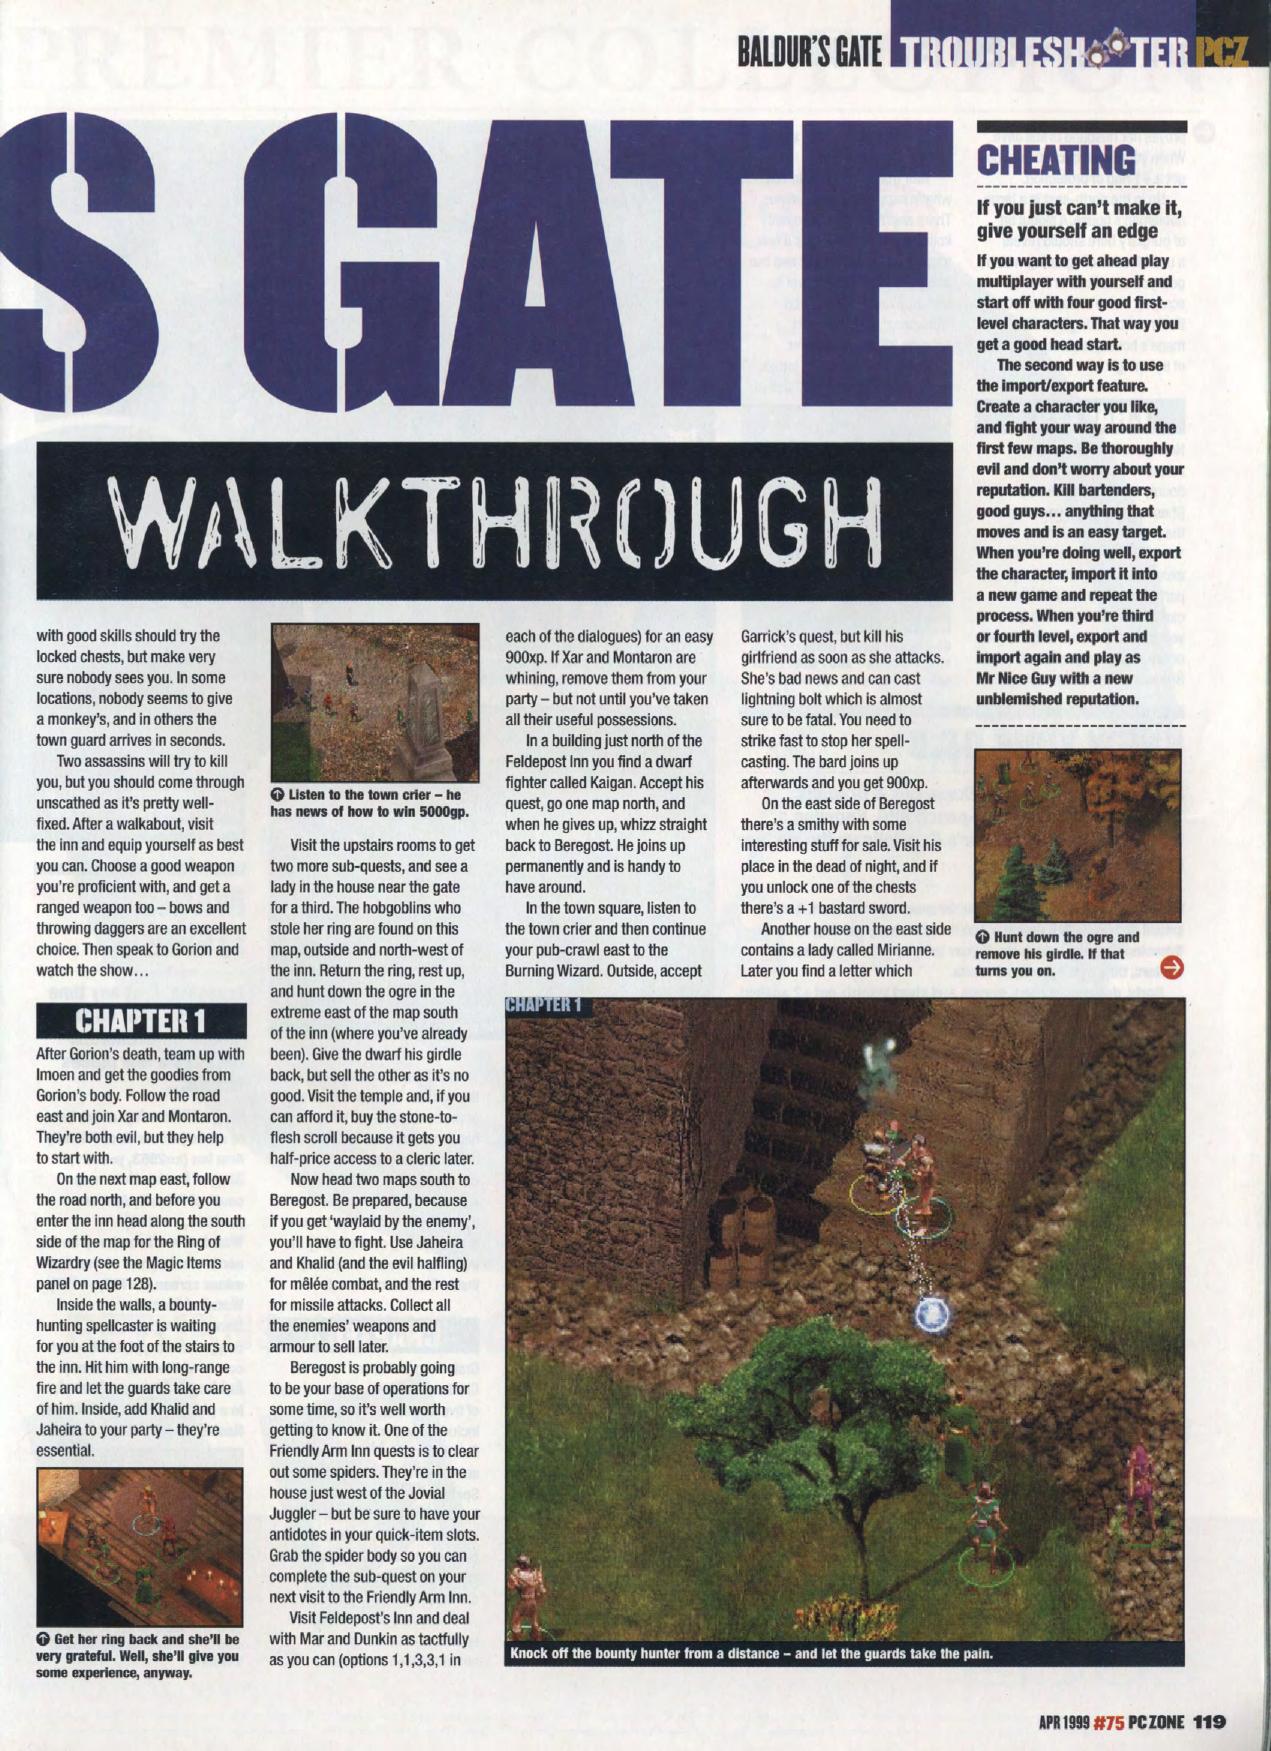 BALDUR'S GATE TROUBLESHOOTER PCZ
S GATE
WALKTHROUGH
with good skills should try the
locked chests, but make very
sure nobody sees you. In some
locations, nobody seems to give
a monkey's, and in others the
town guard arrives in seconds.
Two assassins will try to kill
you, but you should come through
unscathed as it's pretty well-
fixed. After a walkabout, visit
the inn and equip yourself as best
you can. Choose a good weapon
you're proficient with, and get a
ranged weapon too – bows and
throwing daggers are an excellent
choice. Then speak to Gorion and
watch the show...
CHAPTER 1
After Gorion's death, team up with
Imoen and get the goodies from
Gorion's body. Follow the road
east and join Xar and Montaron.
They're both evil, but they help
to start with.
On the next map east, follow
the road north, and before you
enter the inn head along the south
side of the map for the Ring of
Wizardry (see the Magic Items
panel on page 128).
Inside the walls, a bounty-
hunting spellcaster is waiting
for you at the foot of the stairs to
the inn. Hit him with long-range
fire and let the guards take care
of him. Inside, add Khalid and
Jaheira to your party – they're
essential.
Get her ring back and she'll be
very grateful. Well, she'll give you
some experience, anyway.
Listen to the town crier – he
has news of how to win 5000gp.
Visit the upstairs rooms to get
two more sub-quests, and see a
lady in the house near the gate
for a third. The hobgoblins who
stole her ring are found on this
map, outside and north-west of
the inn. Return the ring, rest up,
and hunt down the ogre in the
extreme east of the map south
of the inn (where you've already
been). Give the dwarf his girdle
back, but sell the other as it's no
good. Visit the temple and, if you
can afford it, buy the stone-to-
flesh scroll because it gets you
half-price access to a cleric later.
Now head two maps south to
Beregost. Be prepared, because
if you get 'waylaid by the enemy',
you'll have to fight. Use Jaheira
and Khalid (and the evil halfling)
for mêlée combat, and the rest
for missile attacks. Collect all
the enemies' weapons and
armour to sell later.
Beregost is probably going
to be your base of operations for
some time, so it's well worth
getting to know it. One of the
Friendly Arm Inn quests is to clear
out some spiders. They're in the
house just west of the Jovial
Juggler – but be sure to have your
antidotes in your quick-item slots.
Grab the spider body so you can
complete the sub-quest on your
next visit to the Friendly Arm Inn.
Visit Feldepost's Inn and deal
with Mar and Dunkin as tactfully
as you can (options 1,1,3,3,1 in
each of the dialogues) for an easy
900xp. If Xar and Montaron are
whining, remove them from your
party – but not until you've taken
all their useful possessions.
In a building just north of the
Feldepost Inn you find a dwarf
fighter called Kaigan. Accept his
quest, go one map north, and
when he gives up, whizz straight
back to Beregost. He joins up
permanently and is handy to
have around.
In the town square, listen to
the town crier and then continue
your pub-crawl east to the
Burning Wizard. Outside, accept
Garrick's quest, but kill his
girlfriend as soon as she attacks.
She's bad news and can cast
lightning bolt which is almost
sure to be fatal. You need to
strike fast to stop her spell-
casting. The bard joins up
afterwards and you get 900xp.
On the east side of Beregost
there's a smithy with some
interesting stuff for sale. Visit his
place in the dead of night, and if
you unlock one of the chests
there's a +1 bastard sword.
Another house on the east side
contains a lady called Mirianne.
Later you find a letter which
CHEATING
If you just can't make it,
give yourself an edge
If you want to get ahead play
multiplayer with yourself and
start off with four good first-
level characters. That way you
get a good head start.
The second way is to use
the import/export feature.
Create a character you like,
and fight your way around the
first few maps. Be thoroughly
evil and don't worry about your
reputation. Kill bartenders,
good guys... anything that
moves and is an easy target.
When you're doing well, export
the character, import it into
a new game and repeat the
process. When you're third
or fourth level, export and
import again and play as
Mr Nice Guy with a new
unblemished reputation.
Hunt down the ogre and
remove his girdle. If that
turns you on.
CHAPTER 1
Knock off the bounty hunter from a distance – and let the guards take the pain.
APR 1999 #75 PC ZONE 119